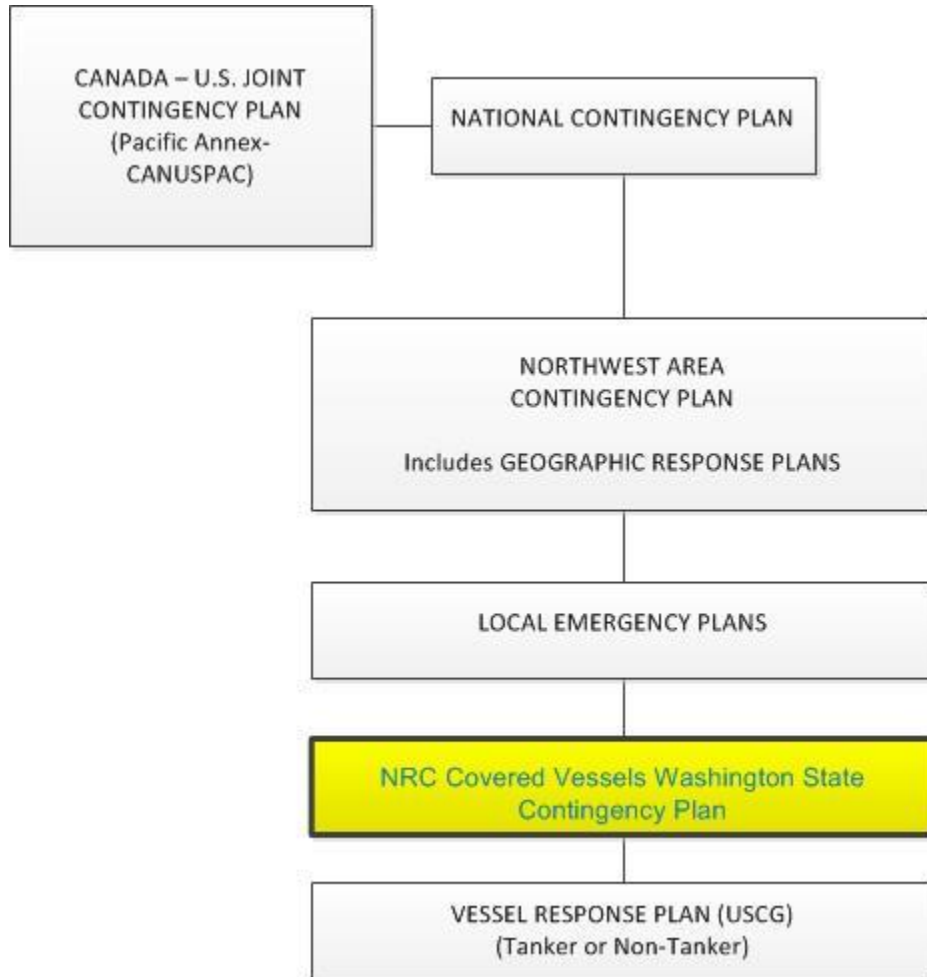 CANADA – U.S. JOINT
CONTINGENCY PLAN
(Pacific Annex-
CANUSPAC)
NATIONAL CONTINGENCY PLAN
NORTHWEST AREA
CONTINGENCY PLAN
Includes GEOGRAPHIC RESPONSE PLANS
LOCAL EMERGENCY PLANS
NRC Covered Vessels Washington State
Contingency Plan
VESSEL RESPONSE PLAN (USCG)
(Tanker or Non-Tanker)